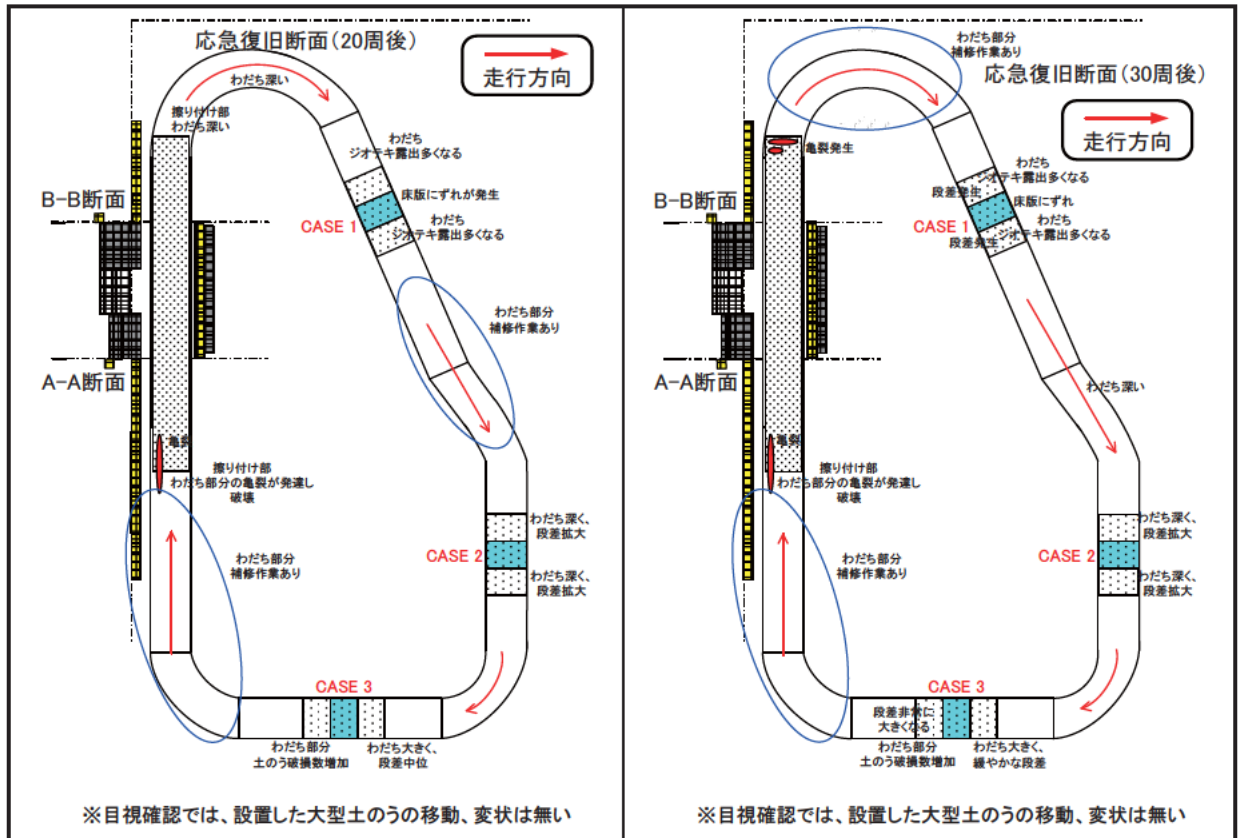 応急復旧断面(20周後)
走行方向
わだち深い
擦り付け部
わだち深い
わだち
ジオテキ露出多くなる
B-B断面
床版にずれが発生
CASE 1
わだち
ジオテキ露出多くなる
わだち部分
補修作業あり
A-A断面
亀裂
擦り付け部
わだち部分の亀裂が発達し
破壊
わだち深く、
段差拡大
CASE 2
わだち部分
補修作業あり
わだち深く、
段差拡大
CASE 3
わだち部分
土のう破損数増加
わだち大きく、
段差中位
※目視確認では、設置した大型土のうの移動、変状は無い
わだち部分
補修作業あり
応急復旧断面(30周後)
走行方向
亀裂発生
わだち
ジオテキ露出多くなる
段差発生
B-B断面
床版にずれ
CASE 1
わだち
ジオテキ露出多くなる
段差発生
A-A断面
わだち深い
亀裂
擦り付け部
わだち部分の亀裂が発達し
破壊
わだち深く、
段差拡大
CASE 2
わだち部分
補修作業あり
わだち深く、
段差拡大
CASE 3
段差非常に
大きくなる
わだち部分
土のう破損数増加
わだち大きく、
緩やかな段差
※目視確認では、設置した大型土のうの移動、変状は無い